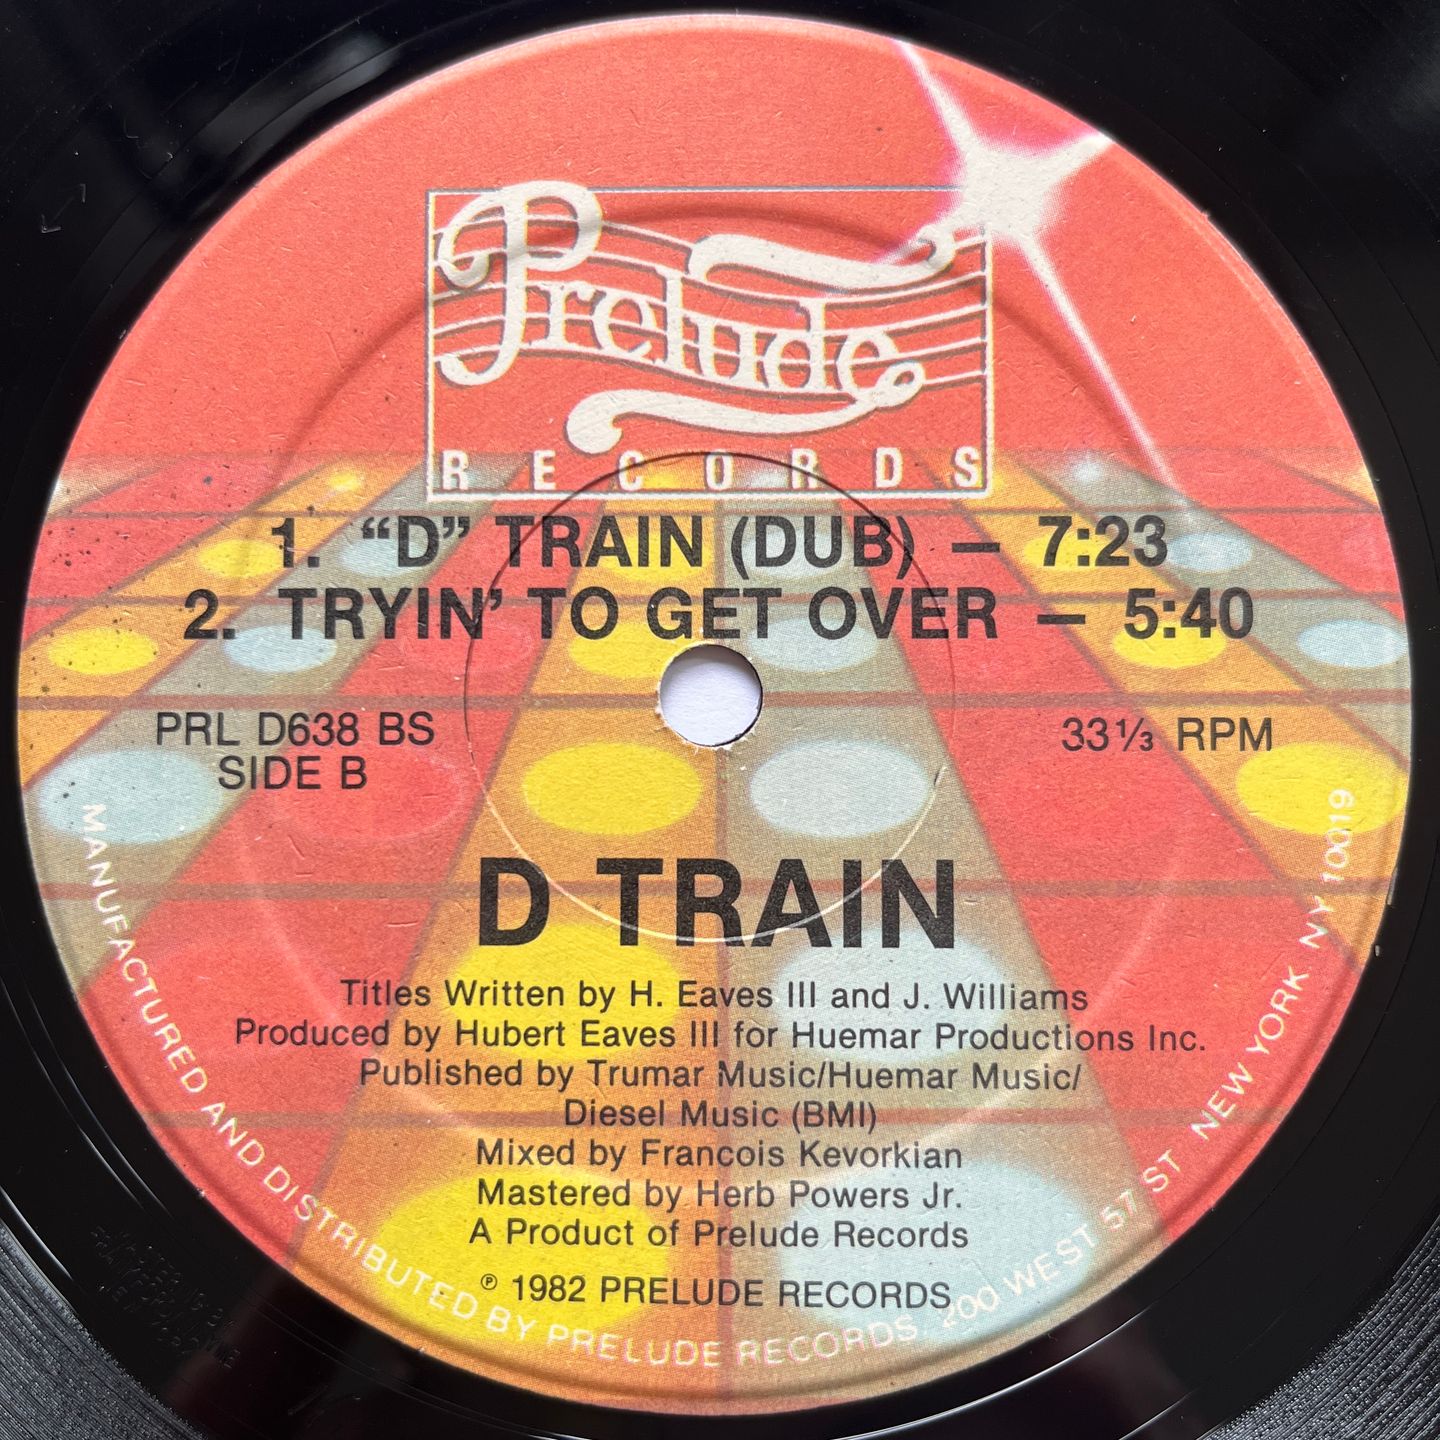 Prelude
RECORDS
1. “D” TRAIN (DUB) — 7:23
2. TRYIN’ TO GET OVER — 5:40
PRL D638 BS
SIDE B
33⅓ RPM
D TRAIN
Titles Written by H. Eaves III and J. Williams
Produced by Hubert Eaves III for Huemar Productions Inc.
Published by Trumar Music/Huemar Music/
Diesel Music (BMI)
Mixed by Francois Kevorkian
Mastered by Herb Powers Jr.
A Product of Prelude Records
℗ 1982 PRELUDE RECORDS
MANUFACTURED AND DISTRIBUTED BY PRELUDE RECORDS 200 WEST 57 ST NEW YORK NY 10019